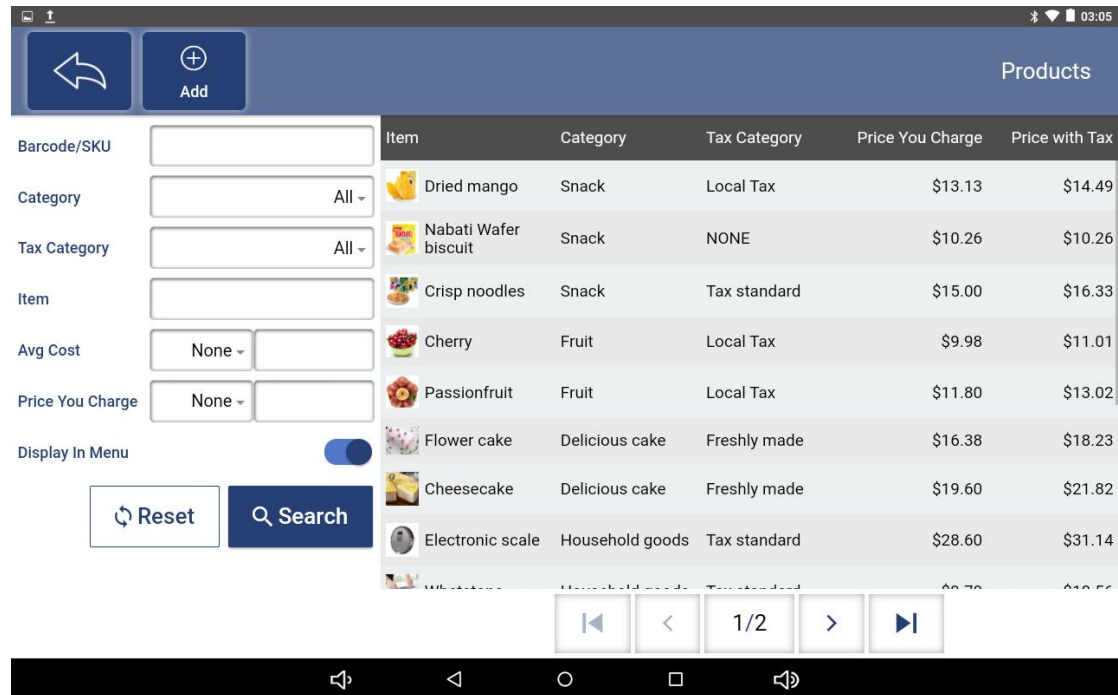 03:05
Add
Products
Barcode/SKU
Category All
Tax Category All
Item
Avg Cost None
Price You Charge None
Display In Menu
Reset Search
Item Category Tax Category Price You Charge Price with Tax
Dried mango Snack Local Tax $13.13 $14.49
Nabati Wafer
biscuit Snack NONE $10.26 $10.26
Crisp noodles Snack Tax standard $15.00 $16.33
Cherry Fruit Local Tax $9.98 $11.01
Passionfruit Fruit Local Tax $11.80 $13.02
Flower cake Delicious cake Freshly made $16.38 $18.23
Cheesecake Delicious cake Freshly made $19.60 $21.82
Electronic scale Household goods Tax standard $28.60 $31.14
Household goods Tax standard
1/2